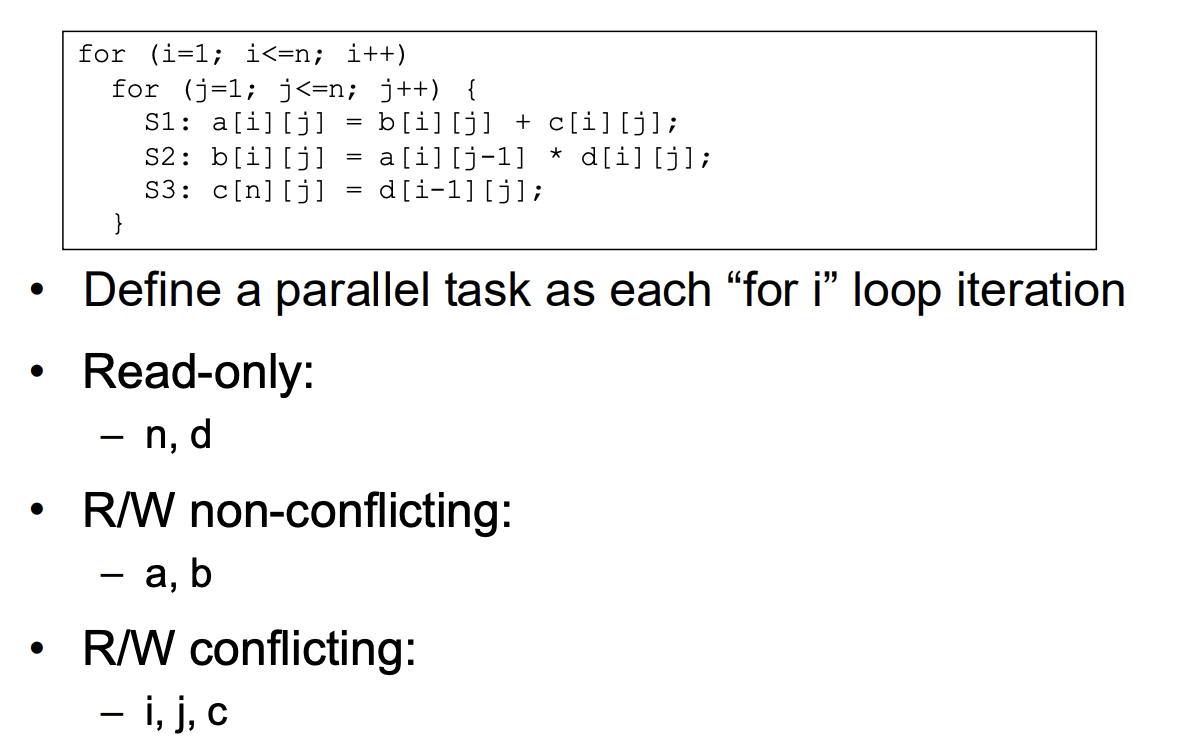 for (i=1; i<=n; i++)
  for (j=1; j<=n; j++) {
    S1: a[i][j] = b[i][j] + c[i][j];
    S2: b[i][j] = a[i][j-1] * d[i][j];
    S3: c[n][j] = d[i-1][j];
  }
• Define a parallel task as each “for i” loop iteration
• Read-only:
– n, d
• R/W non-conflicting:
– a, b
• R/W conflicting:
– i, j, c